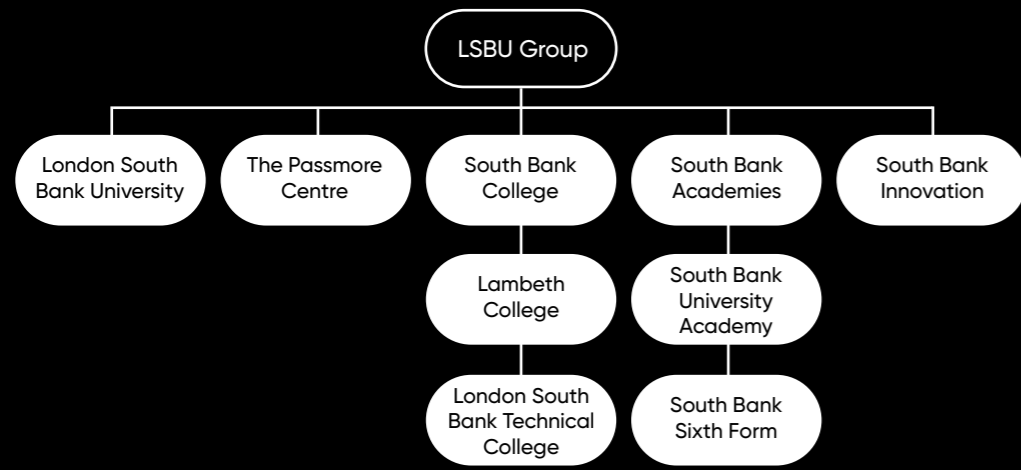 LSBU Group
London South
Bank University
The Passmore
Centre
South Bank
College
South Bank
Academies
South Bank
Innovation
Lambeth
College
South Bank
University
Academy
London South
Bank Technical
College
South Bank
Sixth Form